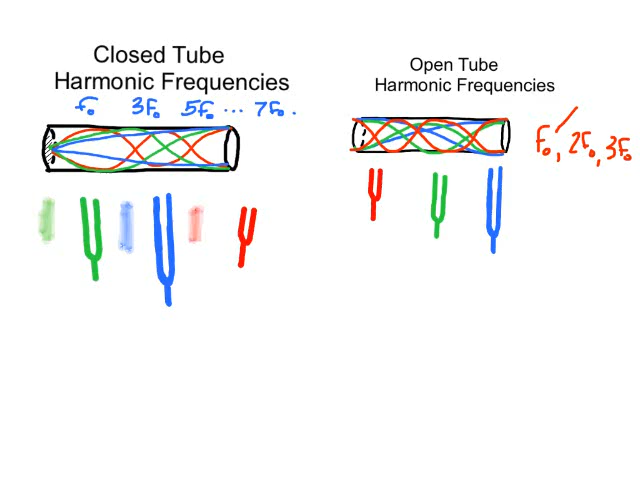 Closed Tube
Harmonic Frequencies
f₀ 3F₀ 5f₀ ... 7f₀ .
Open Tube
Harmonic Frequencies
F₀, 2F₀, 3F₀